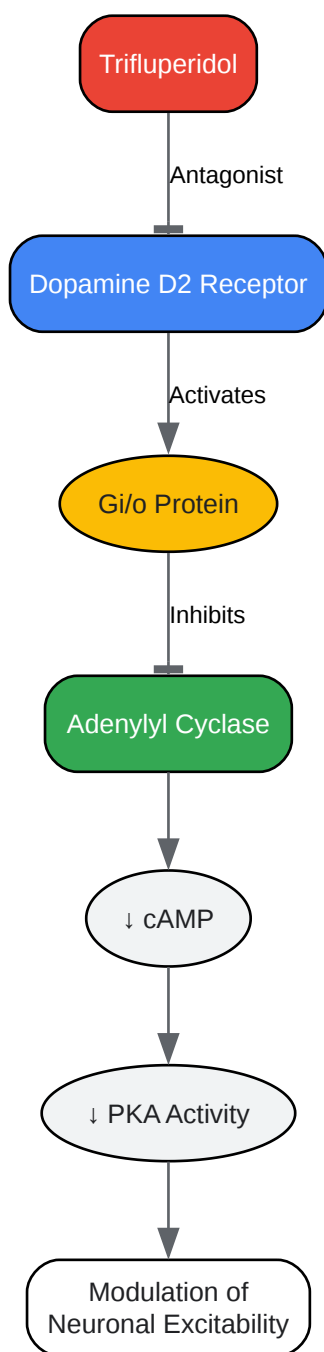 Trifluperidol
Antagonist
Dopamine D2 Receptor
Activates
Gi/o Protein
Inhibits
Adenylyl Cyclase
↓ cAMP
↓ PKA Activity
Modulation of
Neuronal Excitability